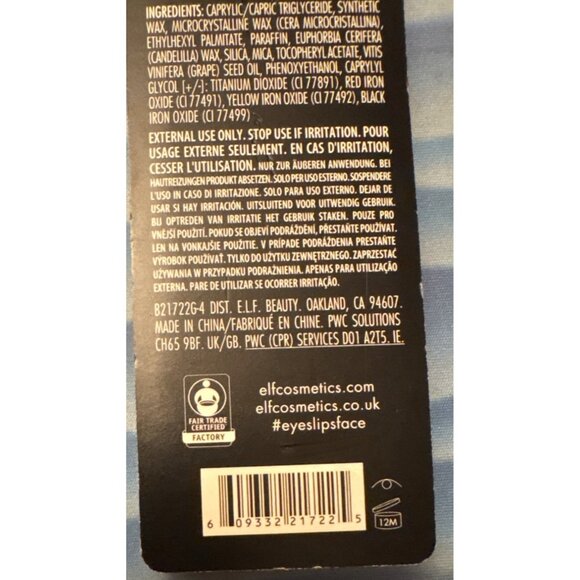 INGREDIENTS: CAPRYLIC/CAPRIC TRIGLYCERIDE, SYNTHETIC
WAX, MICROCRYSTALLINE WAX (CERA MICROCRISTALLINA),
ETHYLHEXYL PALMITATE, PARAFFIN, EUPHORBIA CERIFERA
(CANDELILLA) WAX, SILICA, MICA, TOCOPHERYL ACETATE, VITIS
VINIFERA (GRAPE) SEED OIL, PHENOXYETHANOL, CAPRYLYL
GLYCOL [+/-]: TITANIUM DIOXIDE (CI 77891), RED IRON
OXIDE (CI 77491), YELLOW IRON OXIDE (CI 77492), BLACK
IRON OXIDE (CI 77499)
EXTERNAL USE ONLY. STOP USE IF IRRITATION. POUR
USAGE EXTERNE SEULEMENT. EN CAS D'IRRITATION,
CESSER L'UTILISATION. NUR ZUR ÄUßEREN ANWENDUNG. BEI
HAUTREIZUNGEN PRODUKT ABSETZEN. SOLO PER USO ESTERNO. SOSPENDERE
L'USO IN CASO DI IRRITAZIONE. SOLO PARA USO EXTERNO. DEJAR DE
USAR SI HAY IRRITACIÓN. UITSLUITEND VOOR UITWENDIG GEBRUIK.
BIJ OPTREDEN VAN IRRITATIE HET GEBRUIK STAKEN. POUZE PRO
VNĚJŠÍ POUŽITÍ. POKUD SE OBJEVÍ PODRÁŽDĚNÍ, PŘESTAŇTE POUŽÍVAT.
LEN NA VONKAJŠIE POUŽITIE. V PRÍPADE PODRÁŽDENIA PRESTAŇTE
VÝROBOK POUŽÍVAŤ. TYLKO DO UŻYTKU ZEWNĘTRZNEGO. ZAPRZESTAĆ
UŻYWANIA W PRZYPADKU PODRAŻNIENIA. APENAS PARA UTILIZAÇÃO
EXTERNA. PARE DE UTILIZAR SE OCORRER IRRITAÇÃO.
B21722G-4 DIST. E.L.F. BEAUTY. OAKLAND, CA 94607.
MADE IN CHINA/FABRIQUÉ EN CHINE. PWC SOLUTIONS
CH65 9BF. UK/GB. PWC (CPR) SERVICES D01 A2T5. IE.
FAIR TRADE
CERTIFIED
FACTORY
elfcosmetics.com
elfcosmetics.co.uk
#eyeslipsface
6 09332 21722 5
12M